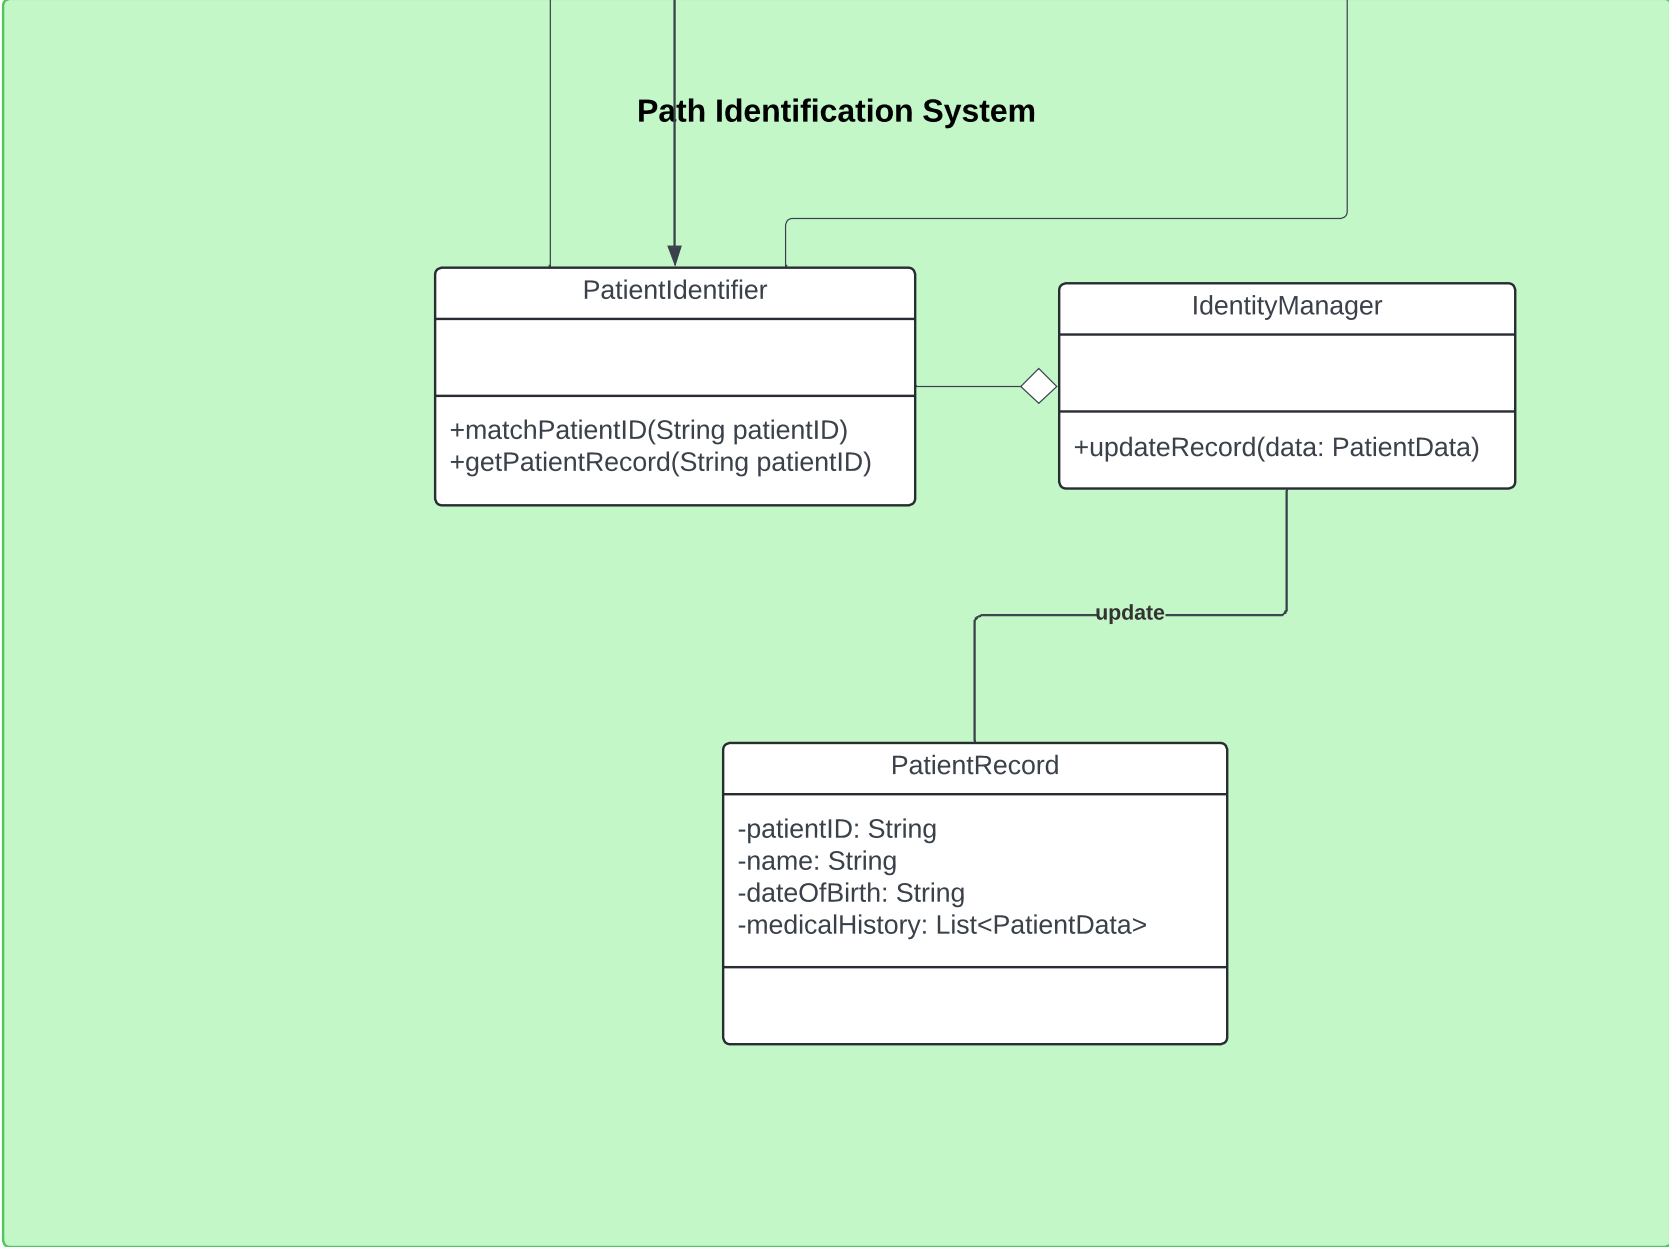 Path Identification System
PatientIdentifier
+matchPatientID(String patientID)
+getPatientRecord(String patientID)
IdentityManager
+updateRecord(data: PatientData)
update
PatientRecord
-patientID: String
-name: String
-dateOfBirth: String
-medicalHistory: List<PatientData>